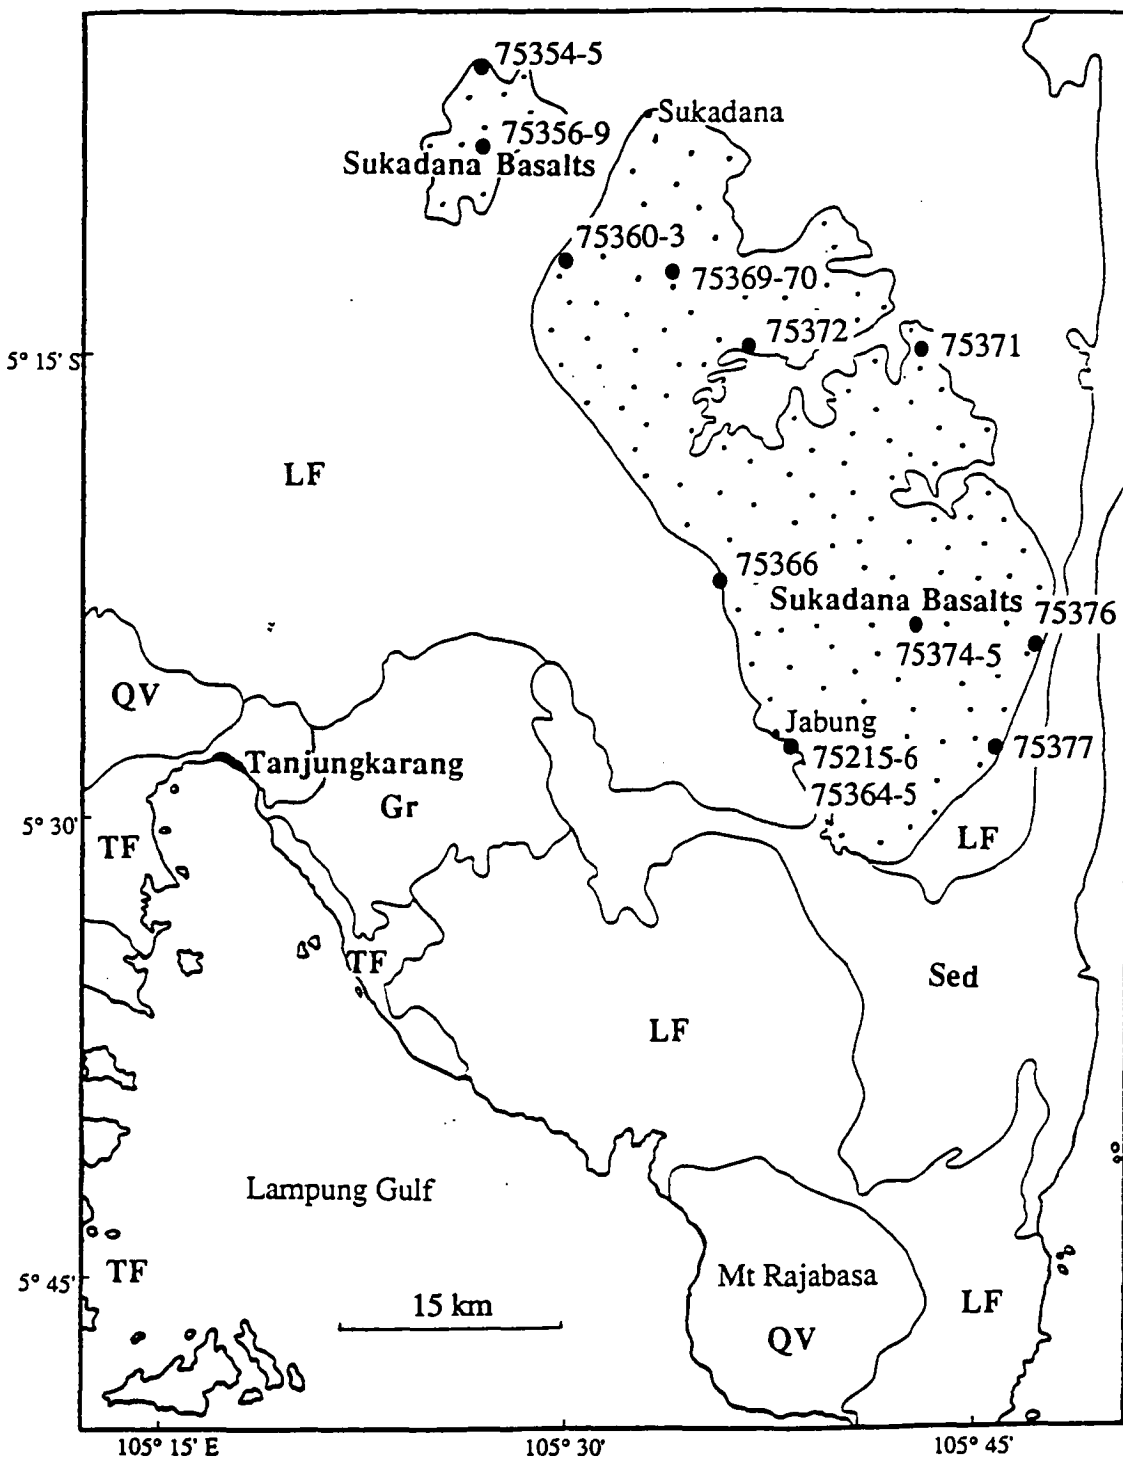 75354-5
Sukadana
75356-9
Sukadana Basalts
75360-3
75369-70
75372
75371
5° 15' S
LF
75366
Sukadana Basalts
75376
75374-5
QV
Jabung
75377
75215-6
Tanjungkarang
75364-5
Gr
5° 30'
TF
LF
TF
Sed
LF
Lampung Gulf
5° 45'
TF
Mt Rajabasa
15 km
LF
QV
105° 15' E
105° 30'
105° 45'